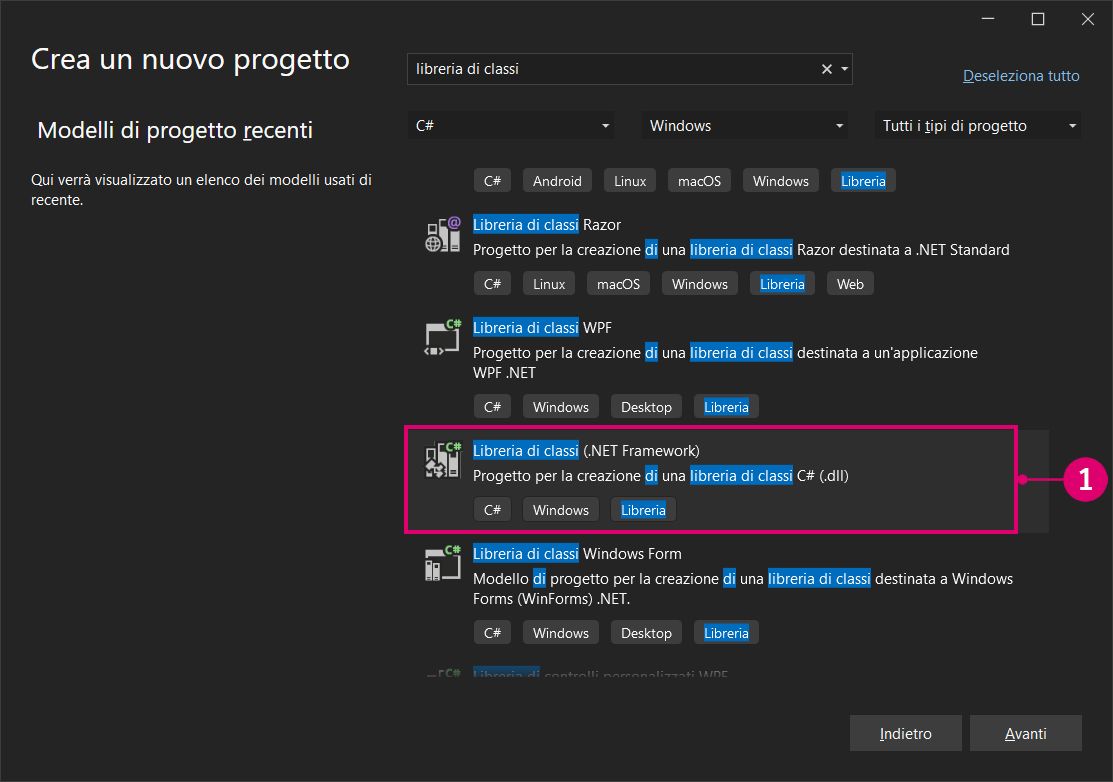 Crea un nuovo progetto
libreria di classi
Deseleziona tutto
Modelli di progetto recenti
Qui verrà visualizzato un elenco dei modelli usati di
recente.
C# Windows Tutti i tipi di progetto
C# Android Linux macOS Windows Libreria
Libreria di classi Razor
Progetto per la creazione di una libreria di classi Razor destinata a .NET Standard
C# Linux macOS Windows Libreria Web
C#
Libreria di classi WPF
Progetto per la creazione di una libreria di classi destinata a un'applicazione
WPF .NET
C# Windows Desktop Libreria
C#
Libreria di classi (.NET Framework)
Progetto per la creazione di una libreria di classi C# (.dll)
C# Windows Libreria
1
C#
Libreria di classi Windows Form
Modello di progetto per la creazione di una libreria di classi destinata a Windows
Forms (WinForms) .NET.
C# Windows Desktop Libreria
C#
Libreria di controlli personalizzati WPF
Indietro Avanti